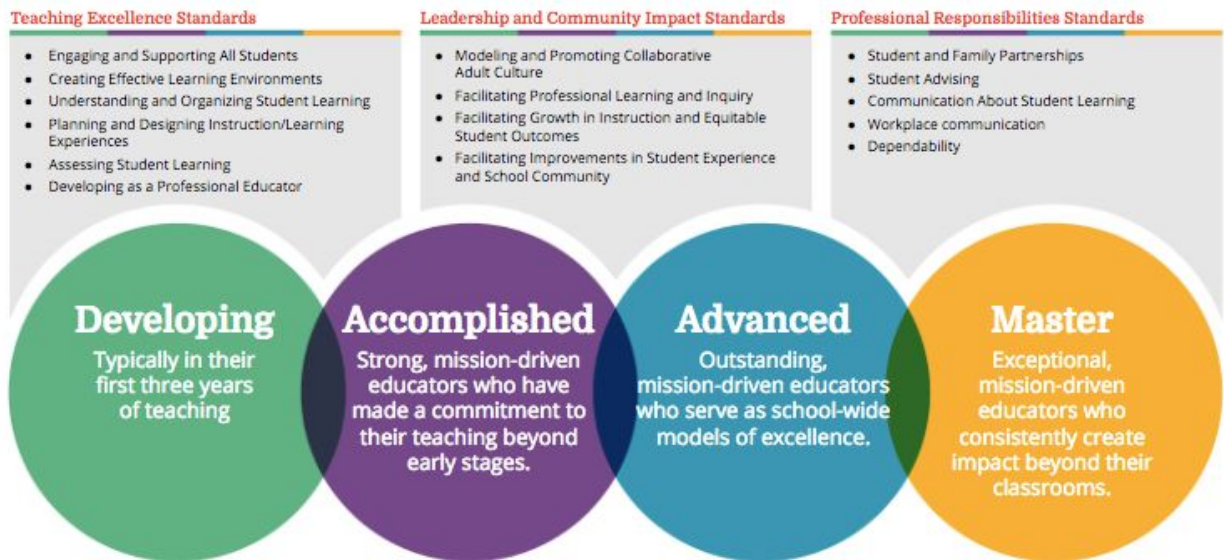 Teaching Excellence Standards
• Engaging and Supporting All Students
• Creating Effective Learning Environments
• Understanding and Organizing Student Learning
• Planning and Designing Instruction/Learning
Experiences
• Assessing Student Learning
• Developing as a Professional Educator
Leadership and Community Impact Standards
• Modeling and Promoting Collaborative
Adult Culture
• Facilitating Professional Learning and Inquiry
• Facilitating Growth in Instruction and Equitable
Student Outcomes
• Facilitating Improvements in Student Experience
and School Community
Professional Responsibilities Standards
• Student and Family Partnerships
• Student Advising
• Communication About Student Learning
• Workplace communication
• Dependability
Developing
Typically in their
first three years
of teaching
Accomplished
Strong, mission-driven
educators who have
made a commitment to
their teaching beyond
early stages.
Advanced
Outstanding,
mission-driven educators
who serve as school-wide
models of excellence.
Master
Exceptional,
mission-driven
educators who
consistently create
impact beyond their
classrooms.